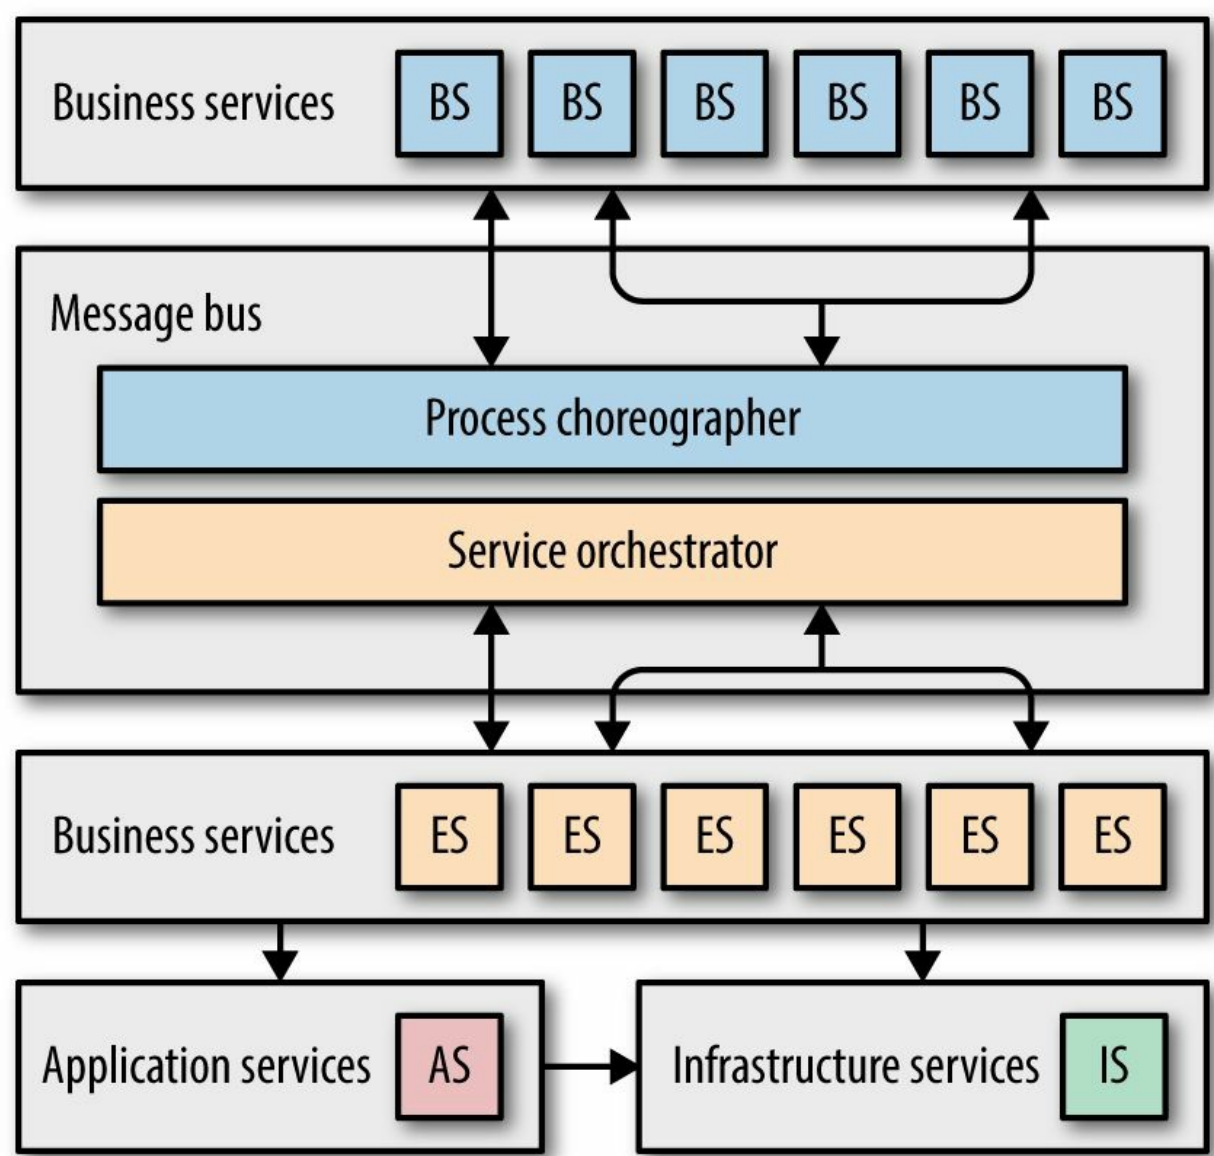 Business services BS BS BS BS BS BS
Message bus
Process choreographer
Service orchestrator
Business services ES ES ES ES ES ES
Application services AS Infrastructure services IS